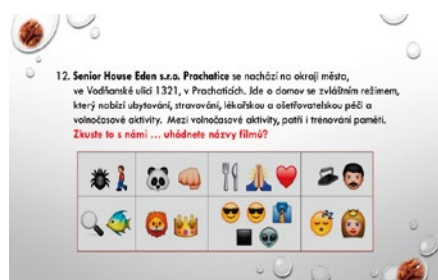 12. Senior House Eden s.r.o. Prachatice se nachází na okraji města,
ve Vodňanské ulici 1321, v Prachaticích. Jde o domov se zvláštním režimem,
který nabízí ubytování, stravování, lékařskou a ošetřovatelskou péči a
volnočasové aktivity. Mezi volnočasové aktivity, patří i trénování paměti.
Zkuste to s námi ... uhádnete názvy filmů?